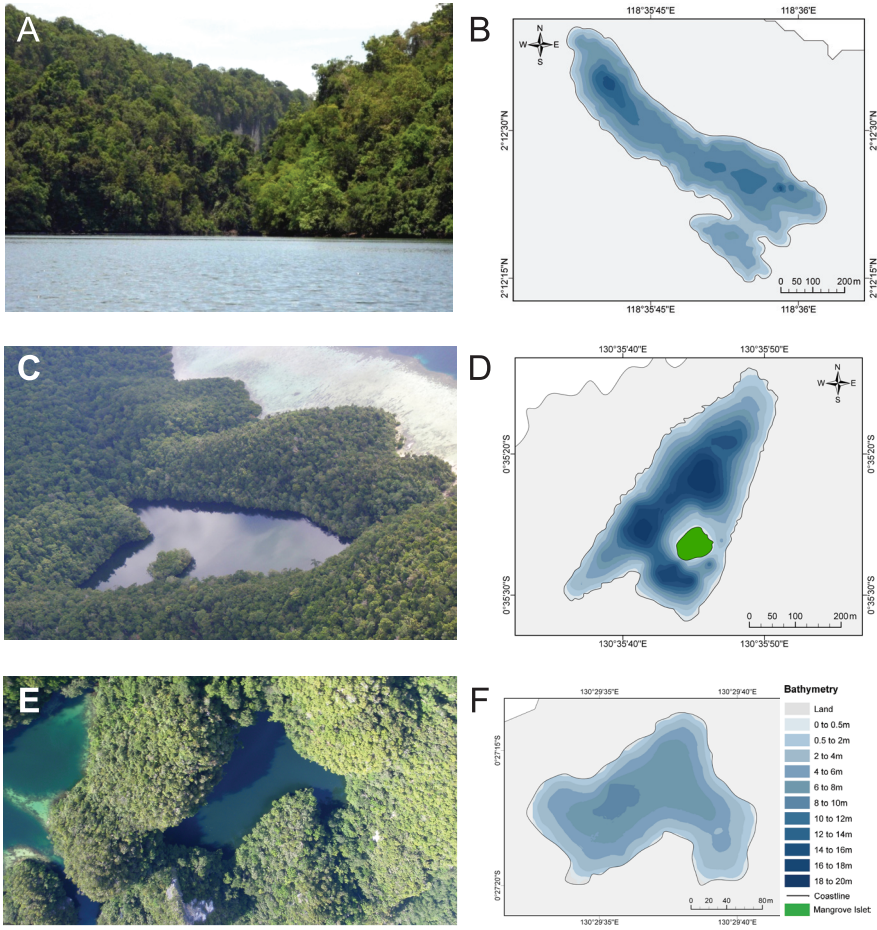 A
B
118°35'45"E 118°36'E
N
W E
S
2°12'30"N 2°12'30"N
2°12'15"N 2°12'15"N
0 50 100 200 m
118°35'45"E 118°36'E
C
D
130°35'40"E 130°35'50"E
N
W E
S
0°35'20"S 0°35'20"S
0°35'30"S 0°35'30"S
0 50 100 200 m
130°35'40"E 130°35'50"E
E
F
130°29'35"E 130°29'40"E
0°27'15"S
0°27'20"S
0 20 40 80 m
130°29'35"E 130°29'40"E
Bathymetry
Land
0 to 0.5m
0.5 to 2m
2 to 4m
4 to 6m
6 to 8m
8 to 10m
10 to 12m
12 to 14m
14 to 16m
16 to 18m
18 to 20m
Coastline
Mangrove Islet